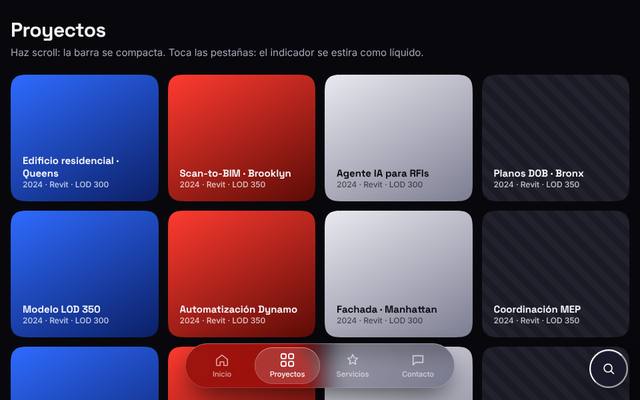 Proyectos
Haz scroll: la barra se compacta. Toca las pestañas: el indicador se estira como líquido.
Edificio residencial ·
Queens
2024 · Revit · LOD 300
Scan-to-BIM · Brooklyn
2024 · Revit · LOD 350
Agente IA para RFIs
2024 · Revit · LOD 300
Planos DOB · Bronx
2024 · Revit · LOD 350
Modelo LOD 350
2024 · Revit · LOD 300
Automatización Dynamo
2024 · Revit · LOD 350
Fachada · Manhattan
2024 · Revit · LOD 300
Coordinación MEP
2024 · Revit · LOD 350
Inicio
Proyectos
Servicios
Contacto